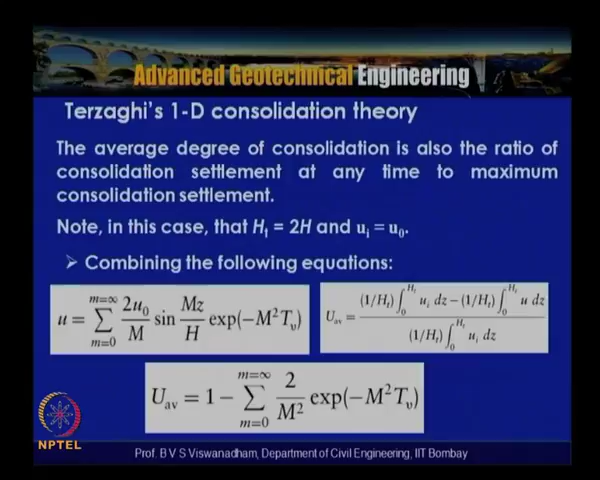 Advanced Geotechnical Engineering
Terzaghi's 1-D consolidation theory
The average degree of consolidation is also the ratio of
consolidation settlement at any time to maximum
consolidation settlement.
Note, in this case, that H_t = 2H and u_i = u_0.
➢ Combining the following equations:
u = ∑_{m=0}^{m=∞} (2u_0/M) sin (Mz/H) exp(−M²T_v)
U_av = ((1/H_t) ∫_0^{H_t} u_i dz − (1/H_t) ∫_0^{H_t} u dz) / ((1/H_t) ∫_0^{H_t} u_i dz)
U_av = 1 − ∑_{m=0}^{m=∞} (2/M²) exp(−M²T_v)
NPTEL
Prof. B V S Viswanadham, Department of Civil Engineering, IIT Bombay